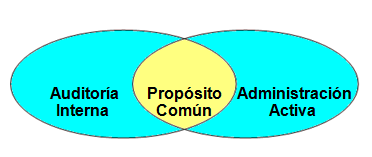 Auditoría Propósito Administración
Interna Común Activa